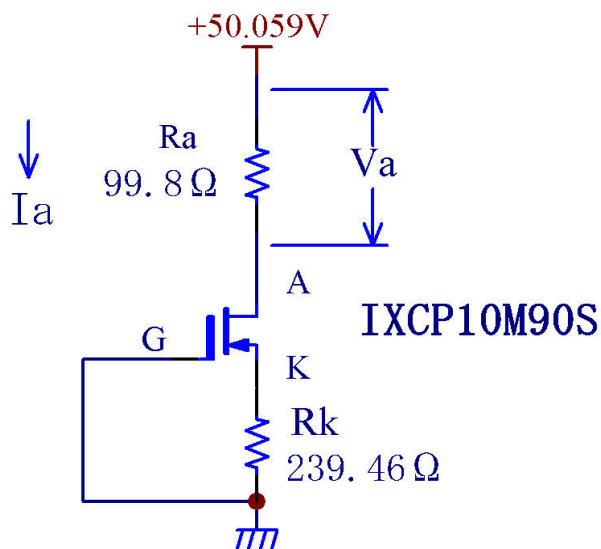 +50.059V
Ra
99.8Ω
Va
Ia
A
IXCP10M90S
G
K
Rk
239.46Ω